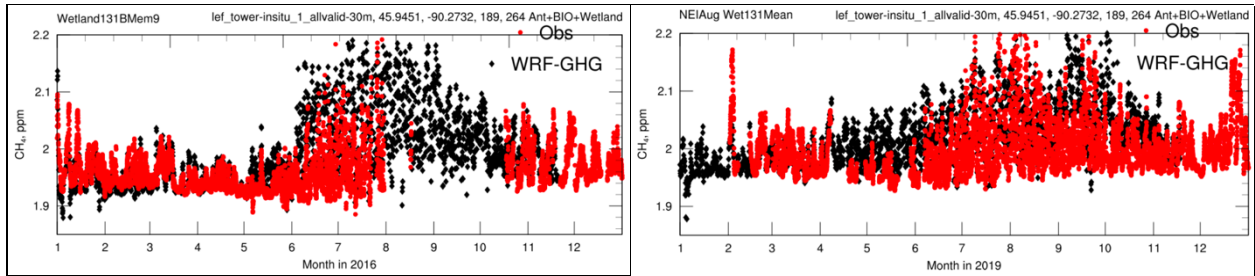 Wetland131BMem9
lef_tower-insitu_1_allvalid-30m, 45.9451, -90.2732, 189, 264 Ant+BIO+Wetland
2.2
2.1
2
1.9
CH4, ppm
Obs
WRF-GHG
1 2 3 4 5 6 7 8 9 10 11 12
Month in 2016
NEIAug Wet131Mean
lef_tower-insitu_1_allvalid-30m, 45.9451, -90.2732, 189, 264 Ant+BIO+Wetland
2.2
2.1
2
1.9
CH4, ppm
Obs
WRF-GHG
1 2 3 4 5 6 7 8 9 10 11 12
Month in 2019